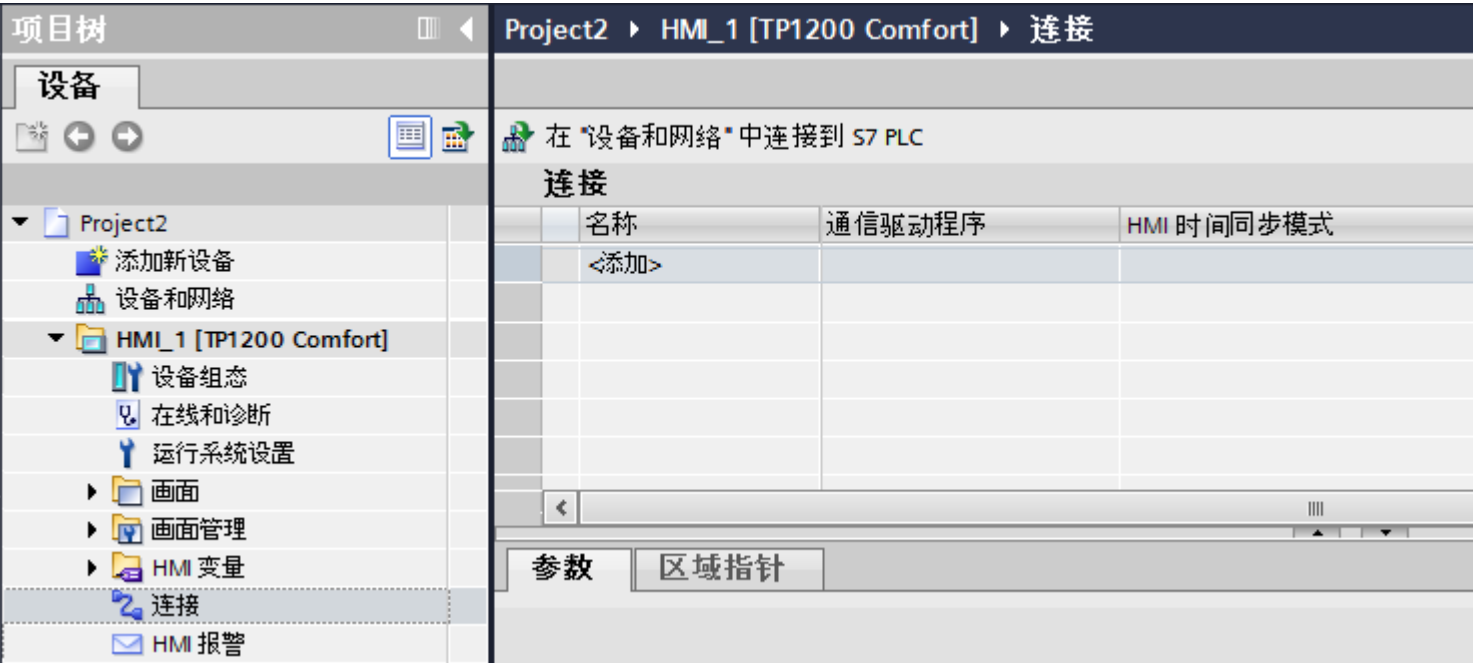 项目树
设备
Project2
添加新设备
设备和网络
HMI_1 [TP1200 Comfort]
设备组态
在线和诊断
运行系统设置
画面
画面管理
HMI 变量
连接
HMI 报警
Project2 HMI_1 [TP1200 Comfort] 连接
在 "设备和网络" 中连接到 S7 PLC
连接
名称 通信驱动程序 HMI 时间同步模式
<添加>
参数 区域指针